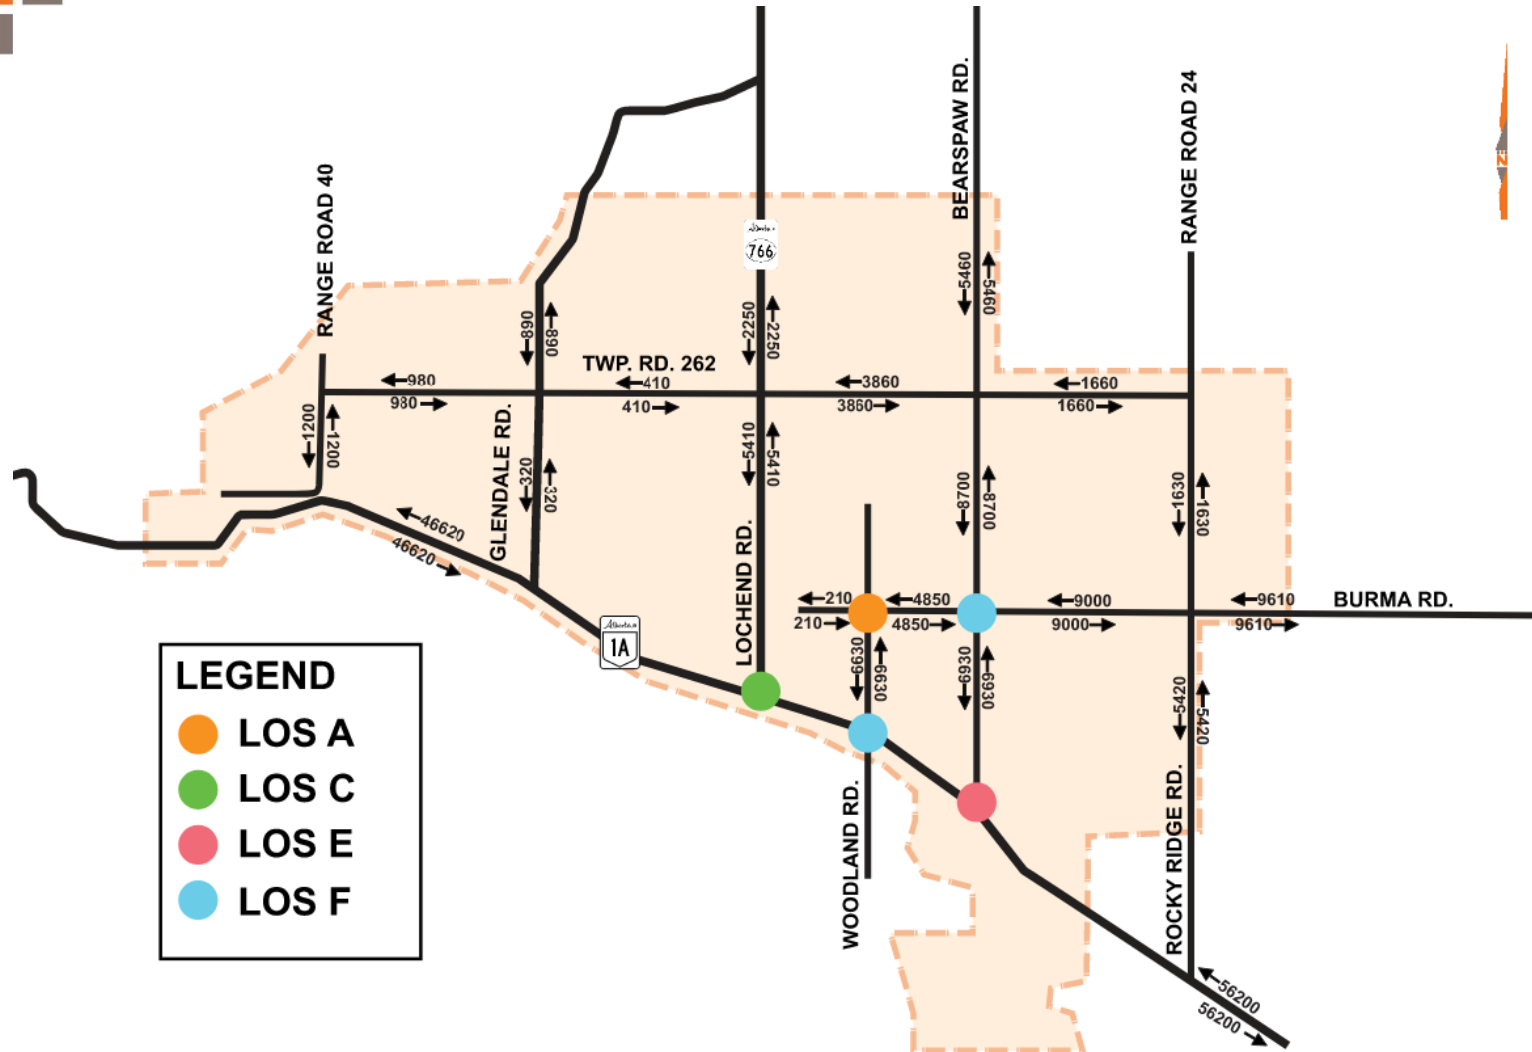 BEARSPAW RD.
RANGE ROAD 24
RANGE ROAD 40
N
Alberta
766
5460
5460
2250
2250
890
890
TWP. RD. 262
980
980
410
410
3860
3860
1660
1660
1200
1200
GLENDALE RD.
320
320
5410
5410
8700
8700
1630
1630
46620
46620
LOCHEND RD.
210
210
4850
4850
9000
9000
9610
9610
BURMA RD.
Alberta
1A
6930
6630
6930
6930
5420
5420
LEGEND
LOS A
LOS C
LOS E
LOS F
WOODLAND RD.
ROCKY RIDGE RD.
56200
56200